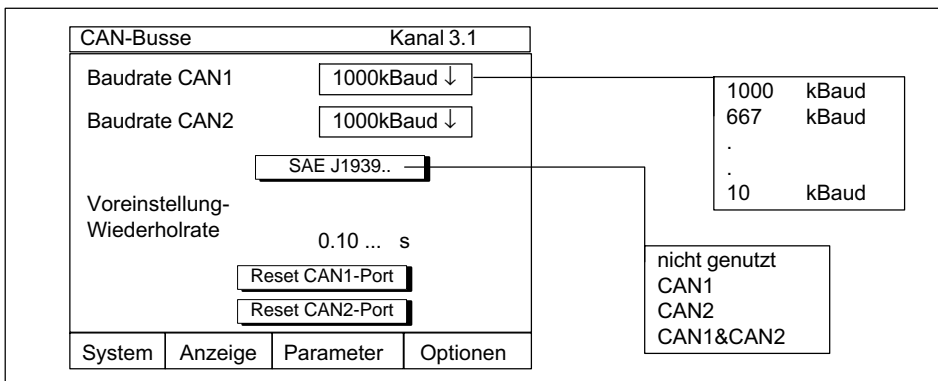 CAN-Busse Kanal 3.1
Baudrate CAN1 1000kBaud ↓
Baudrate CAN2 1000kBaud ↓
SAE J1939..
Voreinstellung-
Wiederholrate
0.10 ... s
Reset CAN1-Port
Reset CAN2-Port
System Anzeige Parameter Optionen
1000 kBaud
667 kBaud
.
.
10 kBaud
nicht genutzt
CAN1
CAN2
CAN1&CAN2